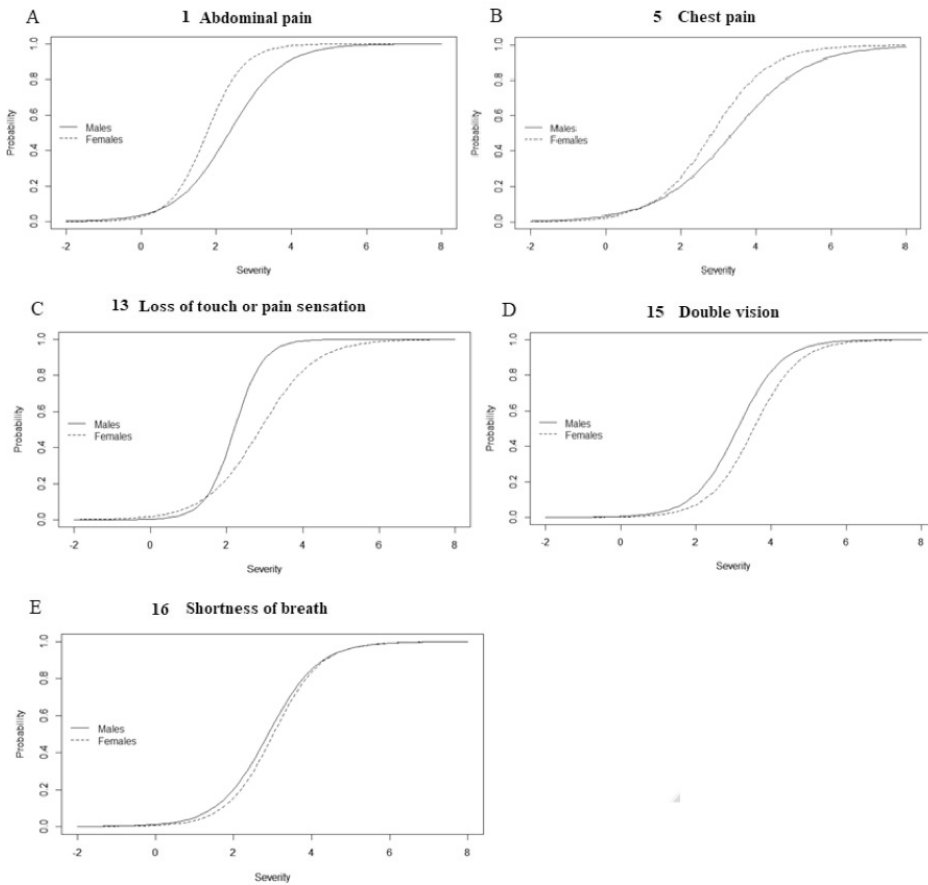 A
1 Abdominal pain
Probability
0.0 0.2 0.4 0.6 0.8 1.0
Males
Females
-2 0 2 4 6 8
Severity
B
5 Chest pain
Probability
0.0 0.2 0.4 0.6 0.8 1.0
Males
Females
-2 0 2 4 6 8
Severity
C
13 Loss of touch or pain sensation
Probability
0.0 0.2 0.4 0.6 0.8 1.0
Males
Females
-2 0 2 4 6 8
Severity
D
15 Double vision
Probability
0.0 0.2 0.4 0.6 0.8 1.0
Males
Females
-2 0 2 4 6 8
Severity
E
16 Shortness of breath
Probability
0.0 0.2 0.4 0.6 0.8 1.0
Males
Females
-2 0 2 4 6 8
Severity